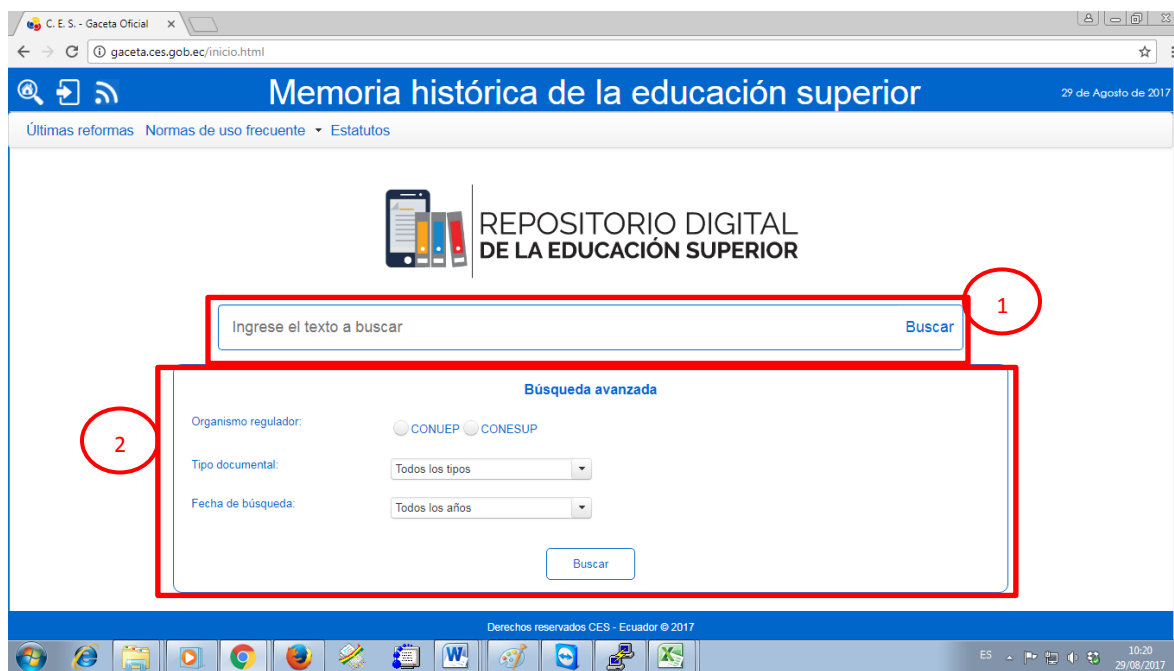 C. E. S. - Gaceta Oficial
gaceta.ces.gob.ec/inicio.html
Memoria histórica de la educación superior
29 de Agosto de 2017
Últimas reformas Normas de uso frecuente Estatutos
REPOSITORIO DIGITAL
DE LA EDUCACIÓN SUPERIOR
1
Ingrese el texto a buscar Buscar
Búsqueda avanzada
2
Organismo regulador: CONUEP CONESUP
Tipo documental: Todos los tipos
Fecha de búsqueda: Todos los años
Buscar
Derechos reservados CES - Ecuador © 2017
ES 10:20
29/08/2017